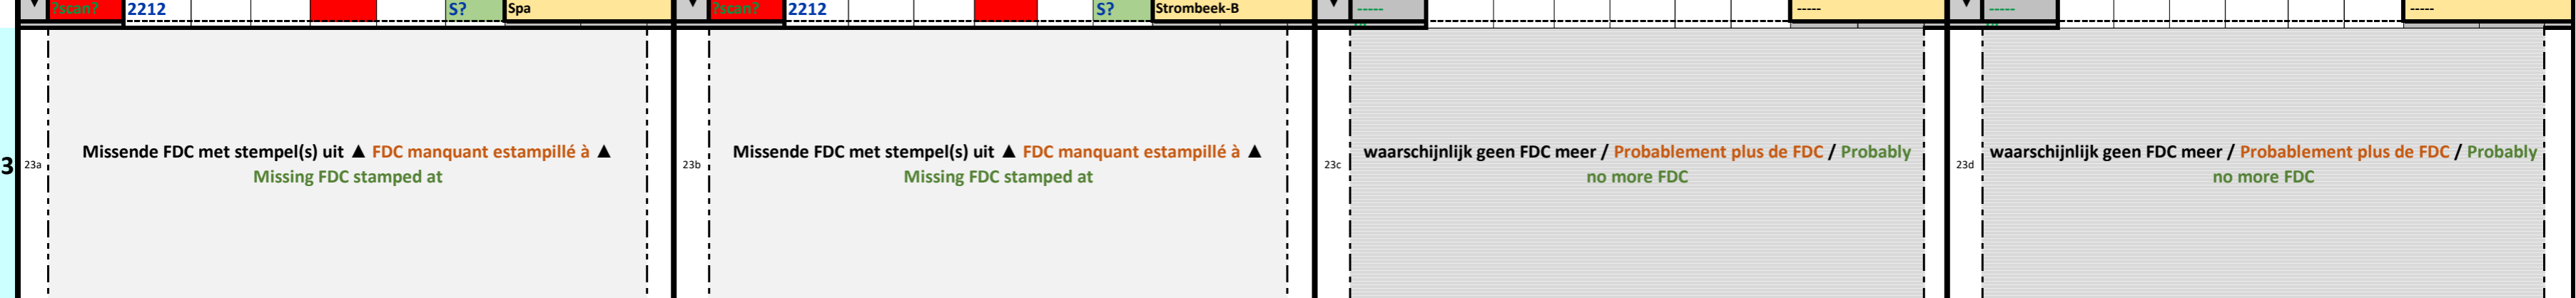 ▼ ?scan? 2212 S? Spa ▼ ?scan? 2212 S? Strombeek-B ▼ ----- ----- ▼ ----- -----
Missende FDC met stempel(s) uit ▲ FDC manquant estampillé à ▲
Missing FDC stamped at
Missende FDC met stempel(s) uit ▲ FDC manquant estampillé à ▲
Missing FDC stamped at
waarschijnlijk geen FDC meer / Probablement plus de FDC / Probably
no more FDC
waarschijnlijk geen FDC meer / Probablement plus de FDC / Probably
no more FDC
3 23a 23b 23c 23d